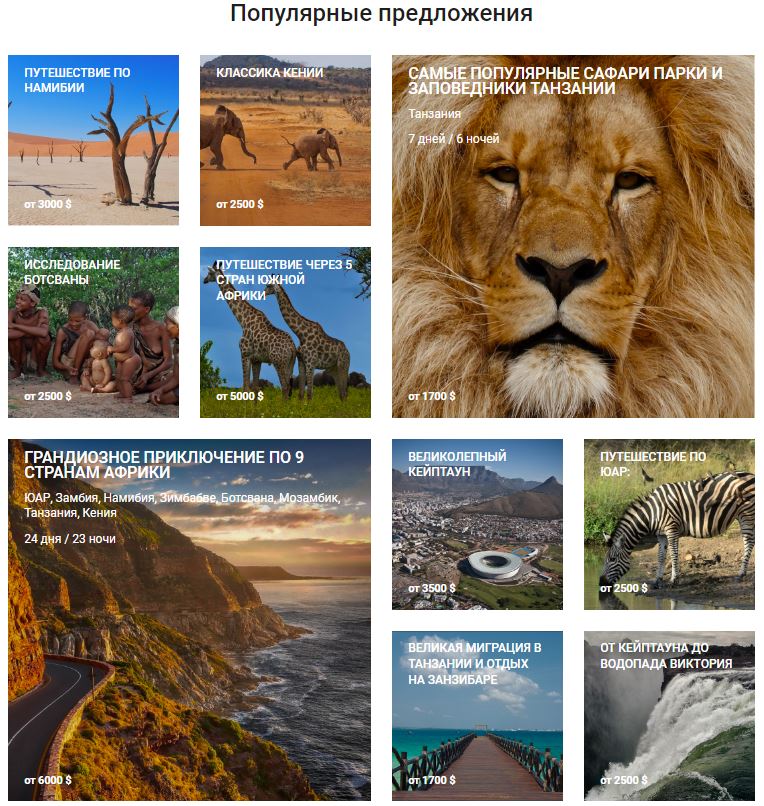 Популярные предложения
ПУТЕШЕСТВИЕ ПО
НАМИБИИ
от 3000 $
КЛАССИКА КЕНИИ
от 2500 $
САМЫЕ ПОПУЛЯРНЫЕ САФАРИ ПАРКИ И
ЗАПОВЕДНИКИ ТАНЗАНИИ
Танзания
7 дней / 6 ночей
от 1700 $
ИССЛЕДОВАНИЕ
БОТСВАНЫ
от 2500 $
ПУТЕШЕСТВИЕ ЧЕРЕЗ 5
СТРАН ЮЖНОЙ
АФРИКИ
от 5000 $
ГРАНДИОЗНОЕ ПРИКЛЮЧЕНИЕ ПО 9
СТРАНАМ АФРИКИ
ЮАР, Замбия, Намибия, Зимбабве, Ботсвана, Мозамбик,
Танзания, Кения
24 дня / 23 ночи
от 6000 $
ВЕЛИКОЛЕПНЫЙ
КЕЙПТАУН
от 3500 $
ПУТЕШЕСТВИЕ ПО
ЮАР:
от 2500 $
ВЕЛИКАЯ МИГРАЦИЯ В
ТАНЗАНИИ И ОТДЫХ
НА ЗАНЗИБАРЕ
от 1700 $
ОТ КЕЙПТАУНА ДО
ВОДОПАДА ВИКТОРИЯ
от 2500 $